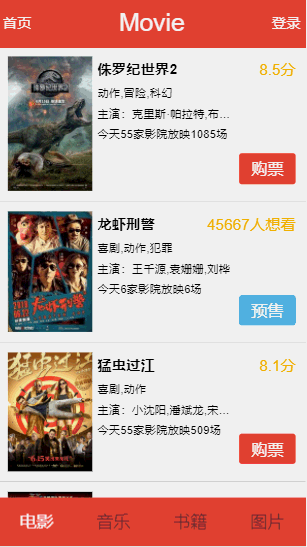 首页 Movie 登录
侏罗纪世界2 8.5分
动作,冒险,科幻
主演：克里斯·帕拉特,布...
今天55家影院放映1085场
购票
龙虾刑警 45667人想看
喜剧,动作,犯罪
主演：王千源,袁姗姗,刘桦
今天6家影院放映6场
预售
猛虫过江 8.1分
喜剧,动作
主演：小沈阳,潘斌龙,宋...
今天55家影院放映509场
购票
电影 音乐 书籍 图片